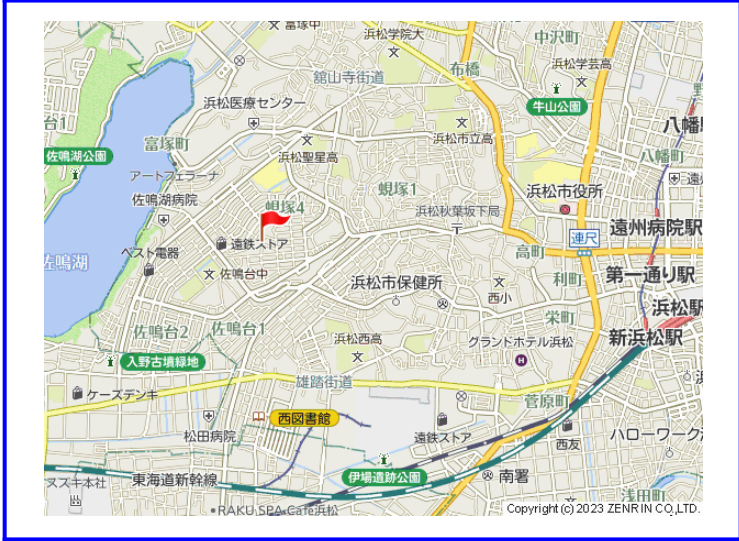 富塚中
浜松学院大
中沢町
浜松学芸高
布橋
舘山寺街道
牛山公園
浜松医療センター
台1
八幡駅
富塚町
浜松市立高
八幡町
佐鳴湖公園
浜松聖星高
アートフェラーナ
遠州
蜆塚1
浜松市役所
佐鳴湖病院
蜆塚4
浜松秋葉坂下局
遠州病院駅
連尺
遠鉄ストア
ベスト電器
高町
佐鳴湖
佐鳴台中
第一通り駅
浜松市保健所
利町
西小
浜松駅
栄町
佐鳴台2
佐鳴台1
浜松西高
グランドホテル浜松
新浜松駅
入野古墳緑地
雄踏街道
ケーズデンキ
菅原町
西図書館
松田病院
遠鉄ストア
西友
ハローワーク
東海道新幹線
伊場遺跡公園
南署
スズキ本社
浅田町
RAKU SPA Cafe浜松
Copyright (c) 2023 ZENRIN CO.,LTD.